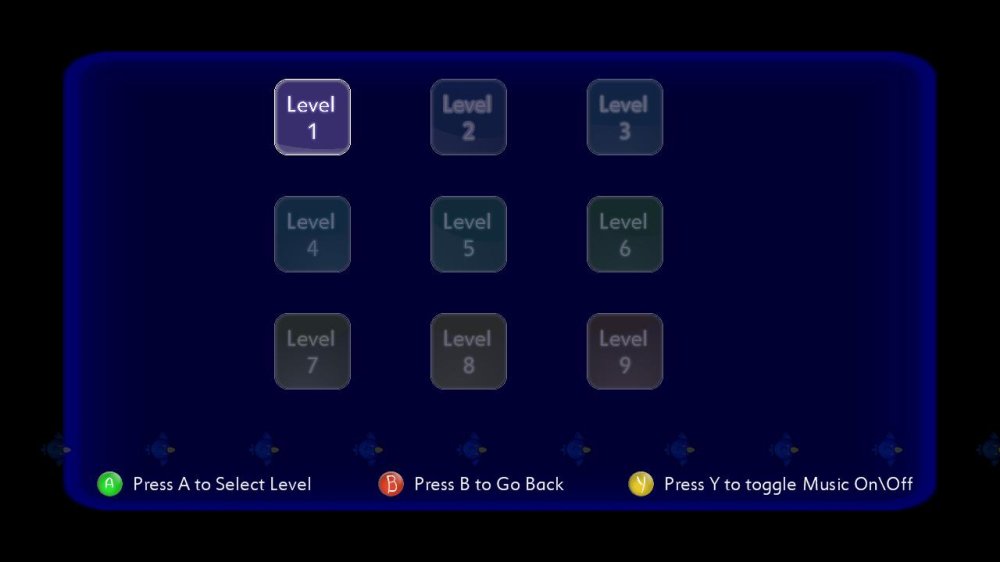 Level
1
Level
2
Level
3
Level
4
Level
5
Level
6
Level
7
Level
8
Level
9
A Press A to Select Level
B Press B to Go Back
Y Press Y to toggle Music On\Off